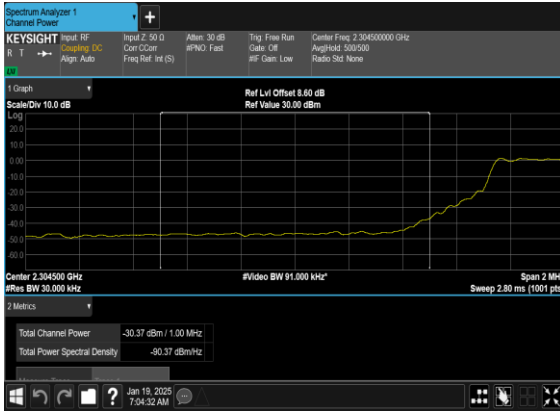 Spectrum Analyzer 1
Channel Power
+
KEYSIGHT
R T
Input: RF
Coupling: DC
Align: Auto
Input Z: 50 Ω
Corr CCorr
Freq Ref: Int (S)
Atten: 30 dB
#PNO: Fast
Trig: Free Run
Gate: Off
#IF Gain: Low
Center Freq: 2.304500000 GHz
Avg|Hold: 500/500
Radio Std: None
1 Graph
Scale/Div 10.0 dB
Ref Lvl Offset 8.60 dB
Ref Value 30.00 dBm
Log
20.0
10.0
0.00
-10.0
-20.0
-30.0
-40.0
-50.0
-60.0
Center 2.304500 GHz
#Res BW 30.000 kHz
#Video BW 91.000 kHz*
Span 2 MH
Sweep 2.80 ms (1001 pts
2 Metrics
Total Channel Power -30.37 dBm / 1.00 MHz
Total Power Spectral Density -90.37 dBm/Hz
?
Jan 19, 2025
7:04:32 AM